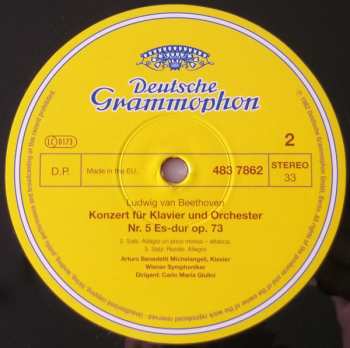 Deutsche
Grammophon
LC 0173
2
D.P.
Made in the EU.
483 7862
STEREO
33
Ludwig van Beethoven
Konzert für Klavier und Orchester
Nr. 5 Es-dur op. 73
2. Satz: Adagio un poco mosso – attacca:
3. Satz: Rondo. Allegro
Arturo Benedetti Michelangeli, Klavier
Wiener Symphoniker
Dirigent: Carlo Maria Giulini